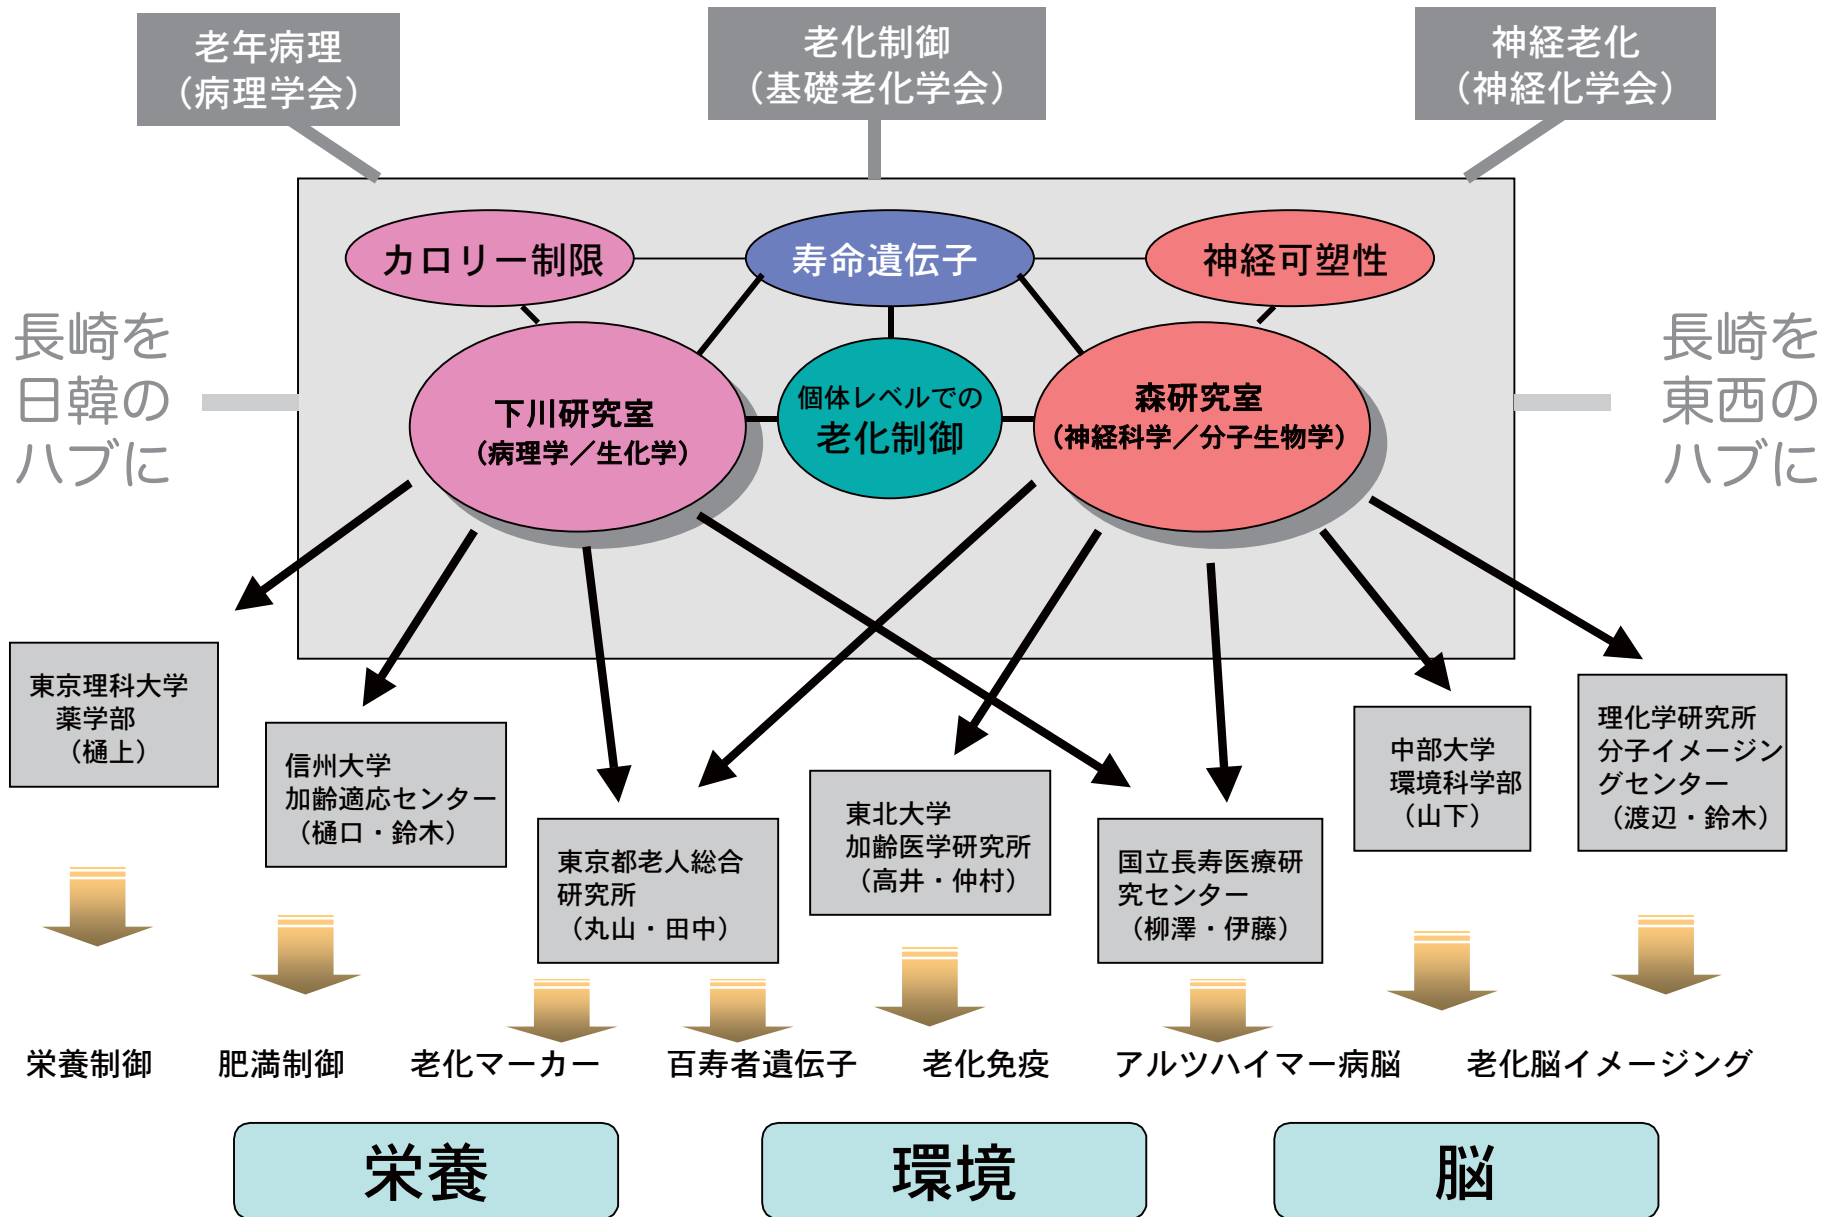 老年病理
（病理学会）
老化制御
（基礎老化学会）
神経老化
（神経化学会）
カロリー制限
寿命遺伝子
神経可塑性
長崎を
日韓の
ハブに
下川研究室
（病理学／生化学）
個体レベルでの
老化制御
森研究室
（神経科学／分子生物学）
長崎を
東西の
ハブに
東京理科大学
薬学部
（樋上）
信州大学
加齢適応センター
（樋口・鈴木）
東京都老人総合
研究所
（丸山・田中）
東北大学
加齢医学研究所
（高井・仲村）
国立長寿医療研
究センター
（柳澤・伊藤）
中部大学
環境科学部
（山下）
理化学研究所
分子イメージン
グセンター
（渡辺・鈴木）
栄養制御
肥満制御
老化マーカー
百寿者遺伝子
老化免疫
アルツハイマー病脳
老化脳イメージング
栄養
環境
脳